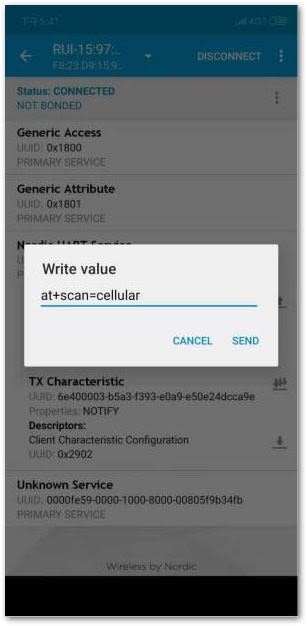 下午5:41
RUI-15:97:..
F8:23:D9:15:9..
DISCONNECT
Status: CONNECTED
NOT BONDED
Generic Access
UUID: 0x1800
PRIMARY SERVICE
Generic Attribute
UUID: 0x1801
PRIMARY SERVICE
Nordic UART Service
Write value
at+scan=cellular
CANCEL SEND
TX Characteristic
UUID: 6e400003-b5a3-f393-e0a9-e50e24dcca9e
Properties: NOTIFY
Descriptors:
Client Characteristic Configuration
UUID: 0x2902
Unknown Service
UUID: 0000fe59-0000-1000-8000-00805f9b34fb
PRIMARY SERVICE
Wireless by Nordic